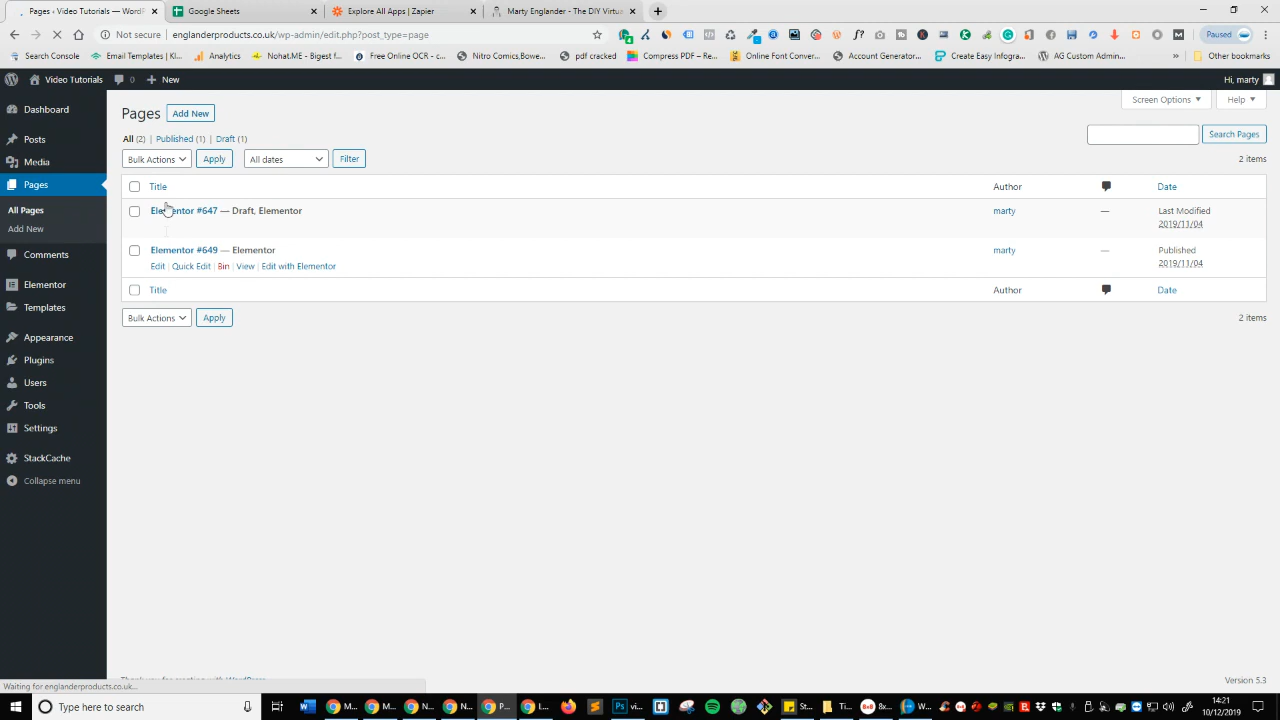 Pages ‹ Video Tutorials — WordP
Google Sheets
Explore All Apps | Zapier
Marty Englander - The DIY Virtu
Not secure | englanderproducts.co.uk/wp-admin/edit.php?post_type=page
Paused
Search Console
Email Templates | Kl...
Analytics
Nohat.ME - Bigest f...
Free Online OCR - c...
Nitro Comics,Bowe...
pdf cracked
Compress PDF – Re...
Online Font Conver...
Account Generator...
Create Easy Infogra...
AG Custom Admin...
»
Other bookmarks
Video Tutorials
0
New
Hi, marty
Dashboard
Posts
Media
Pages
All Pages
Add New
Comments
Elementor
Templates
Appearance
Plugins
Users
Tools
Settings
StackCache
Collapse menu
Screen Options
Help
Pages
Add New
All (2) | Published (1) | Draft (1)
Search Pages
Bulk Actions
Apply
All dates
Filter
2 items
Title
Author
Date
Elementor #647 — Draft, Elementor
marty
—
Last Modified
2019/11/04
Elementor #649 — Elementor
marty
—
Published
2019/11/04
Edit | Quick Edit | Bin | View | Edit with Elementor
Title
Author
Date
Bulk Actions
Apply
2 items
Version 5.3
Waiting for englanderproducts.co.uk...
Type here to search
M...
M...
N...
N...
P...
L...
Ps
vi...
St...
Ti...
8x8
8x...
W...
14:21
10/12/2019